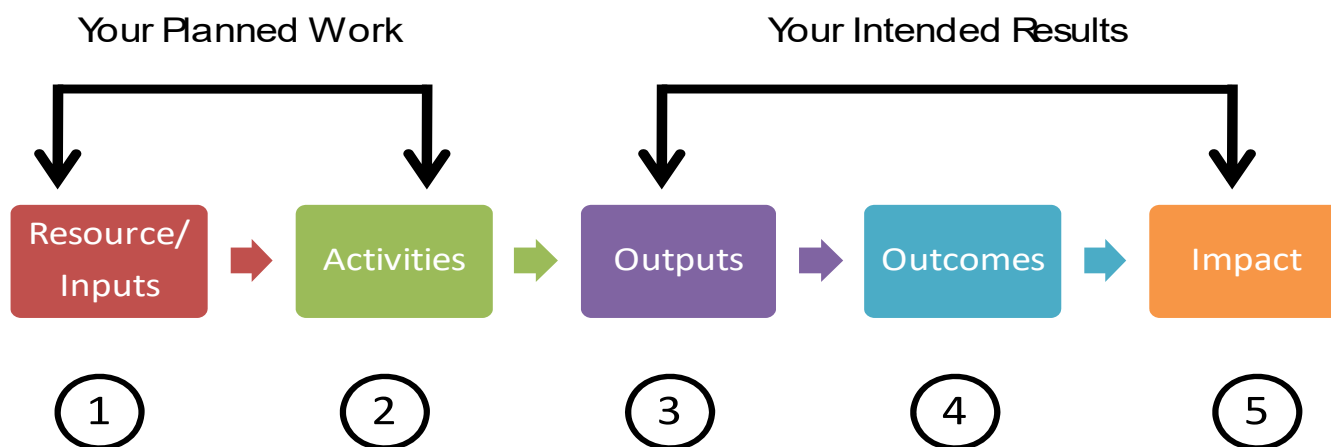 Your Planned Work
Your Intended Results
Resource/
Inputs
Activities
Outputs
Outcomes
Impact
1
2
3
4
5